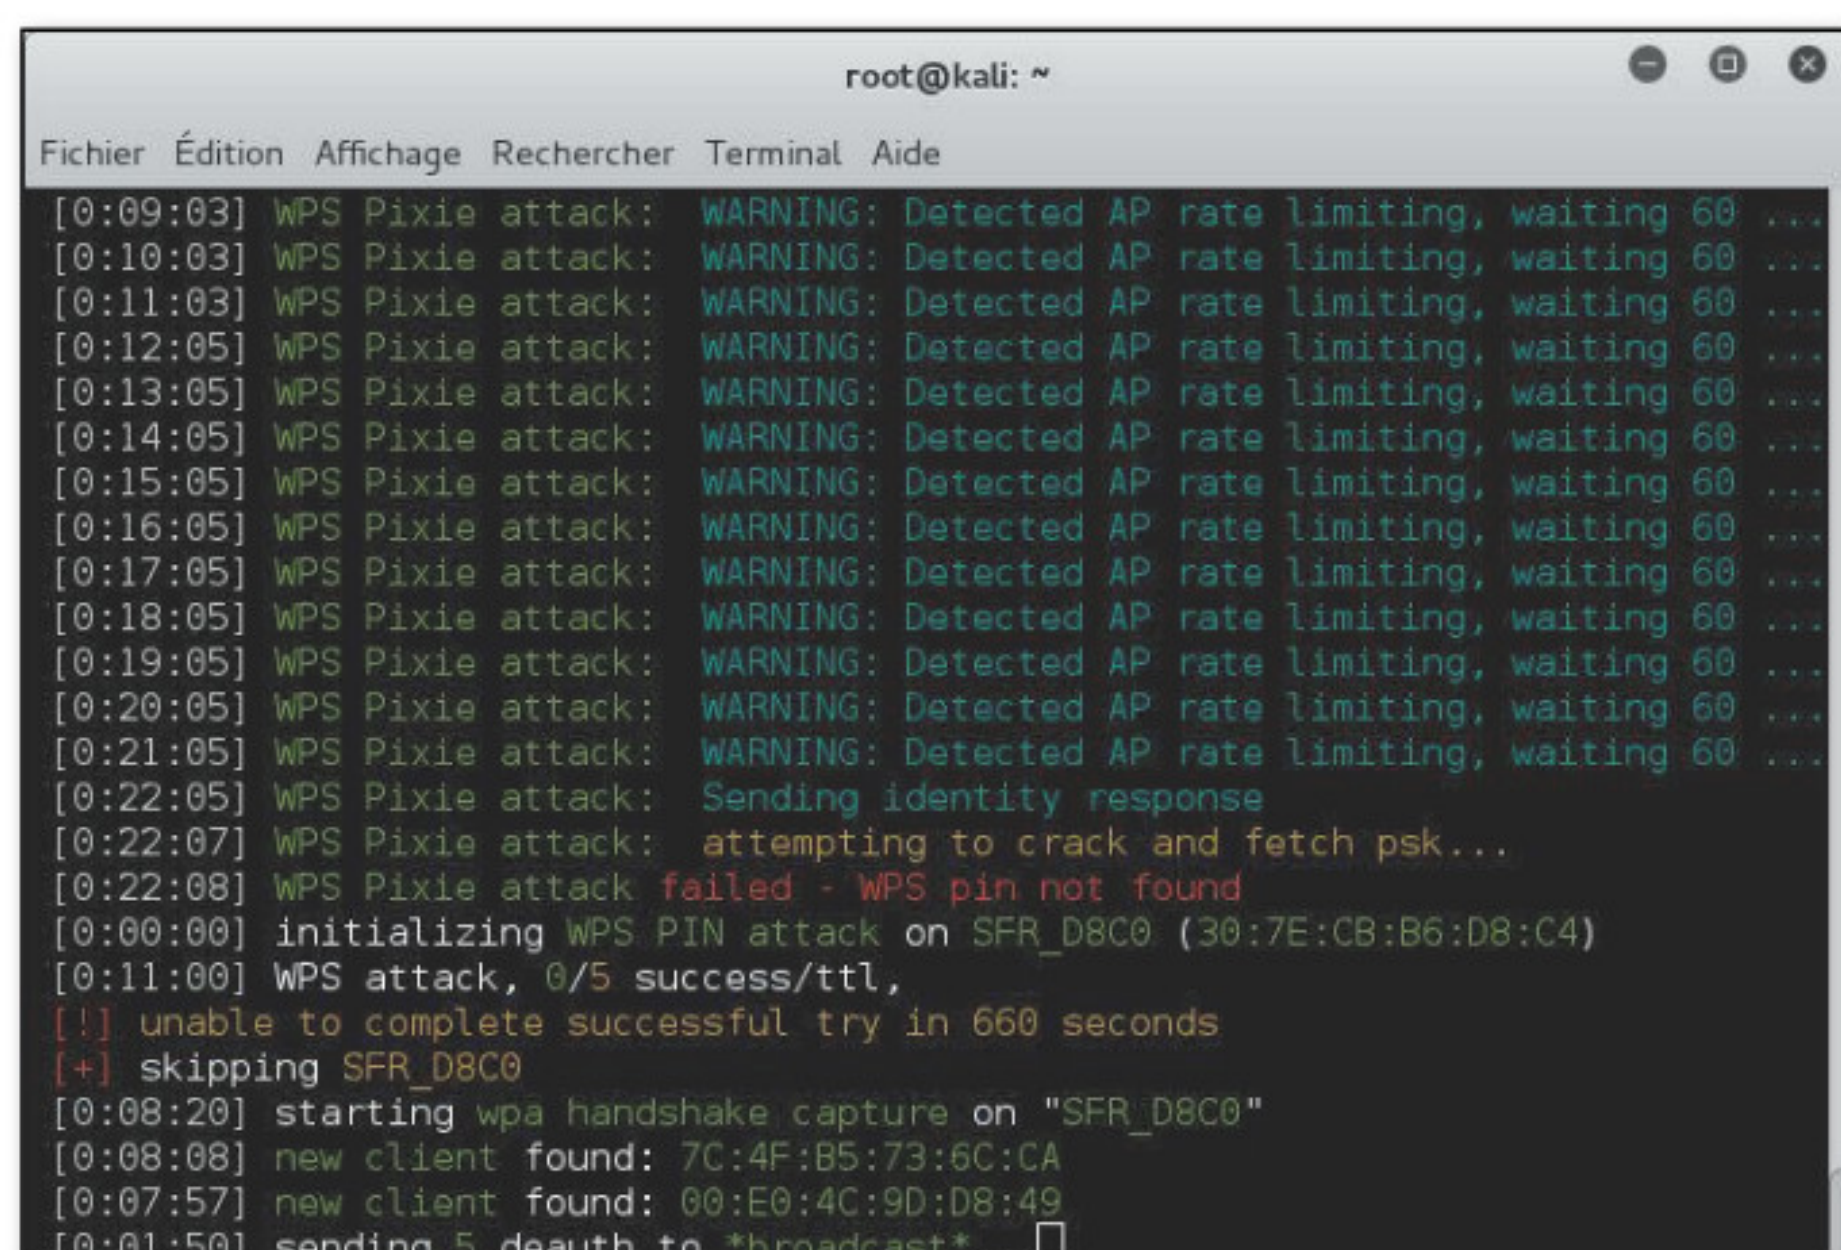 root@kali: ~
Fichier Édition Affichage Rechercher Terminal Aide
[0:09:03] WPS Pixie attack: WARNING: Detected AP rate limiting, waiting 60 ...
[0:10:03] WPS Pixie attack: WARNING: Detected AP rate limiting, waiting 60 ...
[0:11:03] WPS Pixie attack: WARNING: Detected AP rate limiting, waiting 60 ...
[0:12:05] WPS Pixie attack: WARNING: Detected AP rate limiting, waiting 60 ...
[0:13:05] WPS Pixie attack: WARNING: Detected AP rate limiting, waiting 60 ...
[0:14:05] WPS Pixie attack: WARNING: Detected AP rate limiting, waiting 60 ...
[0:15:05] WPS Pixie attack: WARNING: Detected AP rate limiting, waiting 60 ...
[0:16:05] WPS Pixie attack: WARNING: Detected AP rate limiting, waiting 60 ...
[0:17:05] WPS Pixie attack: WARNING: Detected AP rate limiting, waiting 60 ...
[0:18:05] WPS Pixie attack: WARNING: Detected AP rate limiting, waiting 60 ...
[0:19:05] WPS Pixie attack: WARNING: Detected AP rate limiting, waiting 60 ...
[0:20:05] WPS Pixie attack: WARNING: Detected AP rate limiting, waiting 60 ...
[0:21:05] WPS Pixie attack: WARNING: Detected AP rate limiting, waiting 60 ...
[0:22:05] WPS Pixie attack: Sending identity response
[0:22:07] WPS Pixie attack: attempting to crack and fetch psk...
[0:22:08] WPS Pixie attack failed - WPS pin not found
[0:00:00] initializing WPS PIN attack on SFR_D8C0 (30:7E:CB:B6:D8:C4)
[0:11:00] WPS attack, 0/5 success/ttl,
[!] unable to complete successful try in 660 seconds
[+] skipping SFR_D8C0
[0:08:20] starting wpa handshake capture on "SFR_D8C0"
[0:08:08] new client found: 7C:4F:B5:73:6C:CA
[0:07:57] new client found: 00:E0:4C:9D:D8:49
[0:01:50] sending 5 deauth to *broadcast*